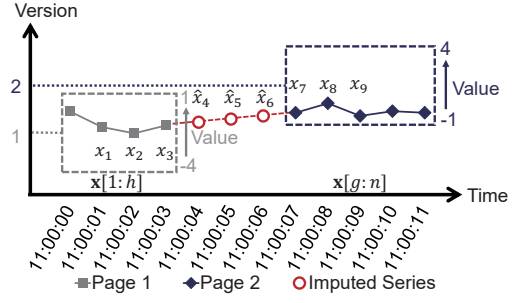 Version
4
2
x₇ x₈ x₉
Value
1
x̂₄ x̂₅ x̂₆
-1
1
x₁ x₂ x₃
Value
-4
x[1: h]
x[g: n]
Time
11:00:00 11:00:01 11:00:02 11:00:03 11:00:04 11:00:05 11:00:06 11:00:07 11:00:08 11:00:09 11:00:10 11:00:11
Page 1 Page 2 Imputed Series